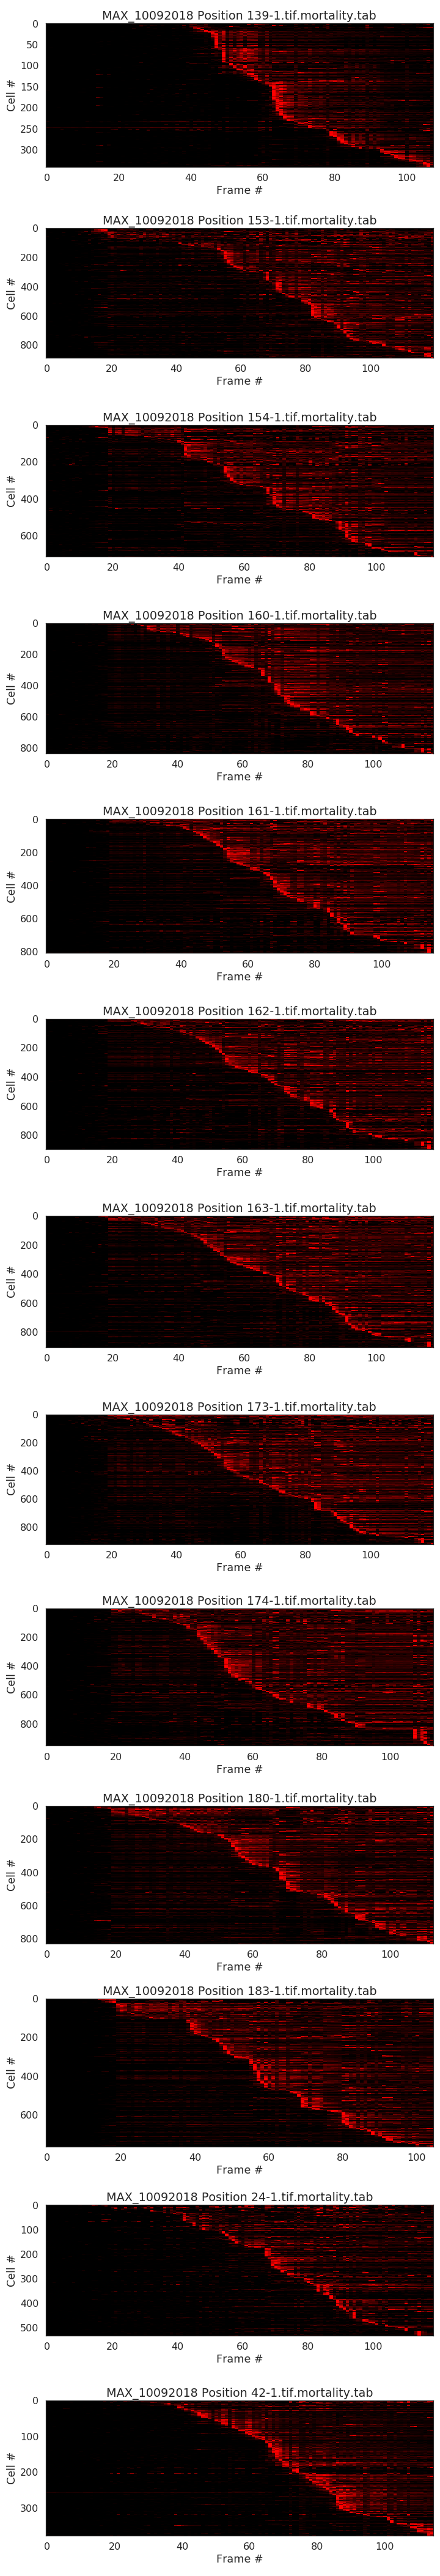 MAX_10092018 Position 139-1.tif.mortality.tab
0
50
100
150
200
250
300
Cell #
0 20 40 60 80 100
Frame #
MAX_10092018 Position 153-1.tif.mortality.tab
0
200
400
600
800
Cell #
0 20 40 60 80 100
Frame #
MAX_10092018 Position 154-1.tif.mortality.tab
0
200
400
600
Cell #
0 20 40 60 80 100
Frame #
MAX_10092018 Position 160-1.tif.mortality.tab
0
200
400
600
800
Cell #
0 20 40 60 80 100
Frame #
MAX_10092018 Position 161-1.tif.mortality.tab
0
200
400
600
800
Cell #
0 20 40 60 80 100
Frame #
MAX_10092018 Position 162-1.tif.mortality.tab
0
200
400
600
800
Cell #
0 20 40 60 80 100
Frame #
MAX_10092018 Position 163-1.tif.mortality.tab
0
200
400
600
800
Cell #
0 20 40 60 80 100
Frame #
MAX_10092018 Position 173-1.tif.mortality.tab
0
200
400
600
800
Cell #
0 20 40 60 80 100
Frame #
MAX_10092018 Position 174-1.tif.mortality.tab
0
200
400
600
800
Cell #
0 20 40 60 80 100
Frame #
MAX_10092018 Position 180-1.tif.mortality.tab
0
200
400
600
800
Cell #
0 20 40 60 80 100
Frame #
MAX_10092018 Position 183-1.tif.mortality.tab
0
200
400
600
Cell #
0 20 40 60 80 100
Frame #
MAX_10092018 Position 24-1.tif.mortality.tab
0
100
200
300
400
500
Cell #
0 20 40 60 80 100
Frame #
MAX_10092018 Position 42-1.tif.mortality.tab
0
100
200
300
Cell #
0 20 40 60 80 100
Frame #